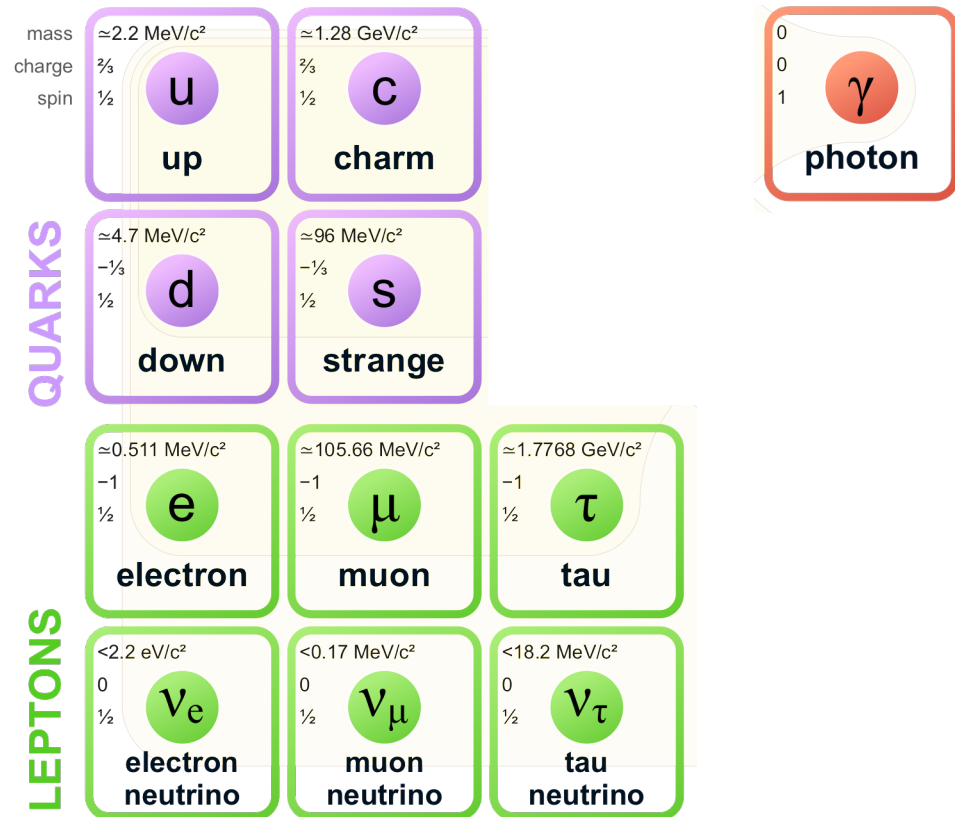 mass
charge
spin
≃2.2 MeV/c²
⅔
½
u
up
≃1.28 GeV/c²
⅔
½
c
charm
0
0
1
γ
photon
QUARKS
≃4.7 MeV/c²
−⅓
½
d
down
≃96 MeV/c²
−⅓
½
s
strange
≃0.511 MeV/c²
−1
½
e
electron
≃105.66 MeV/c²
−1
½
μ
muon
≃1.7768 GeV/c²
−1
½
τ
tau
LEPTONS
<2.2 eV/c²
0
½
νe
electron
neutrino
<0.17 MeV/c²
0
½
νμ
muon
neutrino
<18.2 MeV/c²
0
½
ντ
tau
neutrino